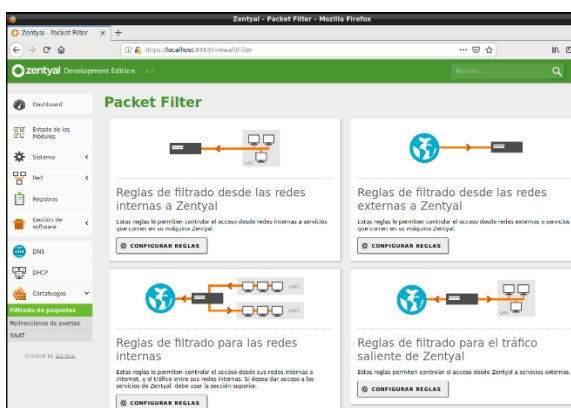 Zentyal - Packet Filter - Mozilla Firefox
Zentyal - Packet Filter × +
https://localhost:8443/Firewall/Filter
zentyal Development Edition 6.0
Buscar...
Dashboard
Estado de los
Módulos
Sistema
Red
Registros
Gestión de
software
DNS
DHCP
Cortafuegos
Filtrado de paquetes
Redirecciones de puertos
SNAT
Created by Zentyal
Packet Filter
LAN
Reglas de filtrado desde las redes
internas a Zentyal
Estas reglas le permiten controlar el acceso desde redes internas a servicios
que corren en su máquina Zentyal.
CONFIGURAR REGLAS
Reglas de filtrado desde las redes
externas a Zentyal
Estas reglas le permiten controlar el acceso desde redes externas a servicios
que corren en su máquina Zentyal.
CONFIGURAR REGLAS
LAN1
LAN2
Reglas de filtrado para las redes
internas
Estas reglas le permiten controlar el acceso desde sus redes internas a
Internet, y el tráfico entre sus redes internas. Si desea dar acceso a los
servicios de Zentyal, debe usar la sección superior.
CONFIGURAR REGLAS
LAN
Reglas de filtrado para el tráfico
saliente de Zentyal
Estas reglas permiten controlar el acceso desde Zentyal a servicios externos.
CONFIGURAR REGLAS